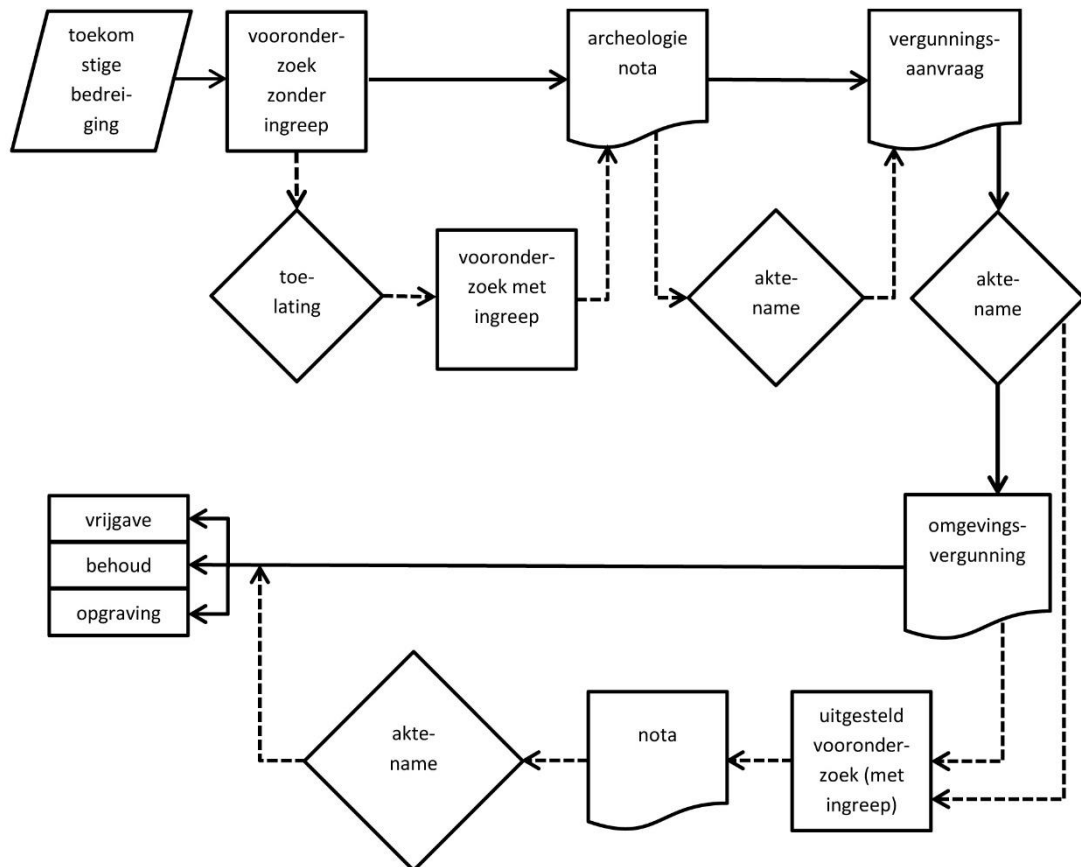 toekom
stige
bedrei-
ging
vooronder-
zoek
zonder
ingreep
archeologie
nota
vergunnings-
aanvraag
toe-
lating
vooronder-
zoek met
ingreep
akte-
name
akte-
name
vrijgave
behoud
opgraving
omgevings-
vergunning
akte-
name
nota
uitgesteld
vooronder-
zoek (met
ingreep)